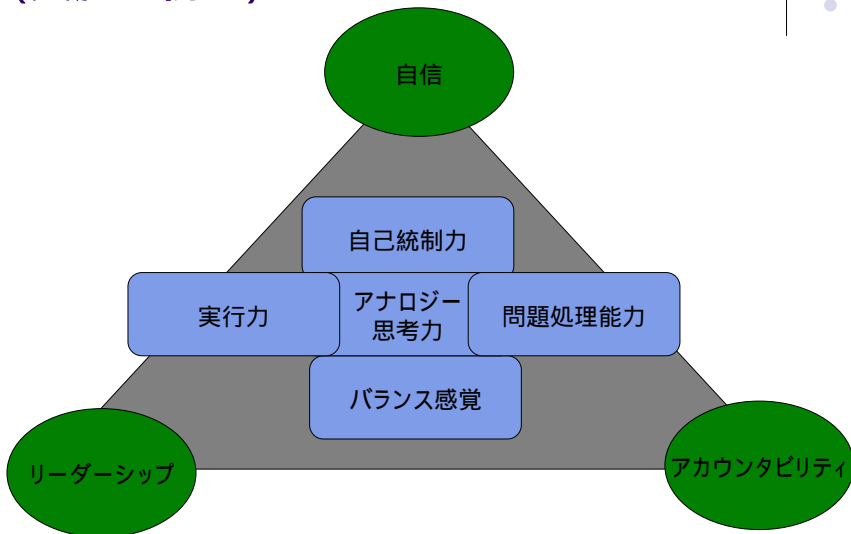 自信
自己統制力
実行力
アナロジー
思考力
問題処理能力
バランス感覚
リーダーシップ
アカウンタビリティ